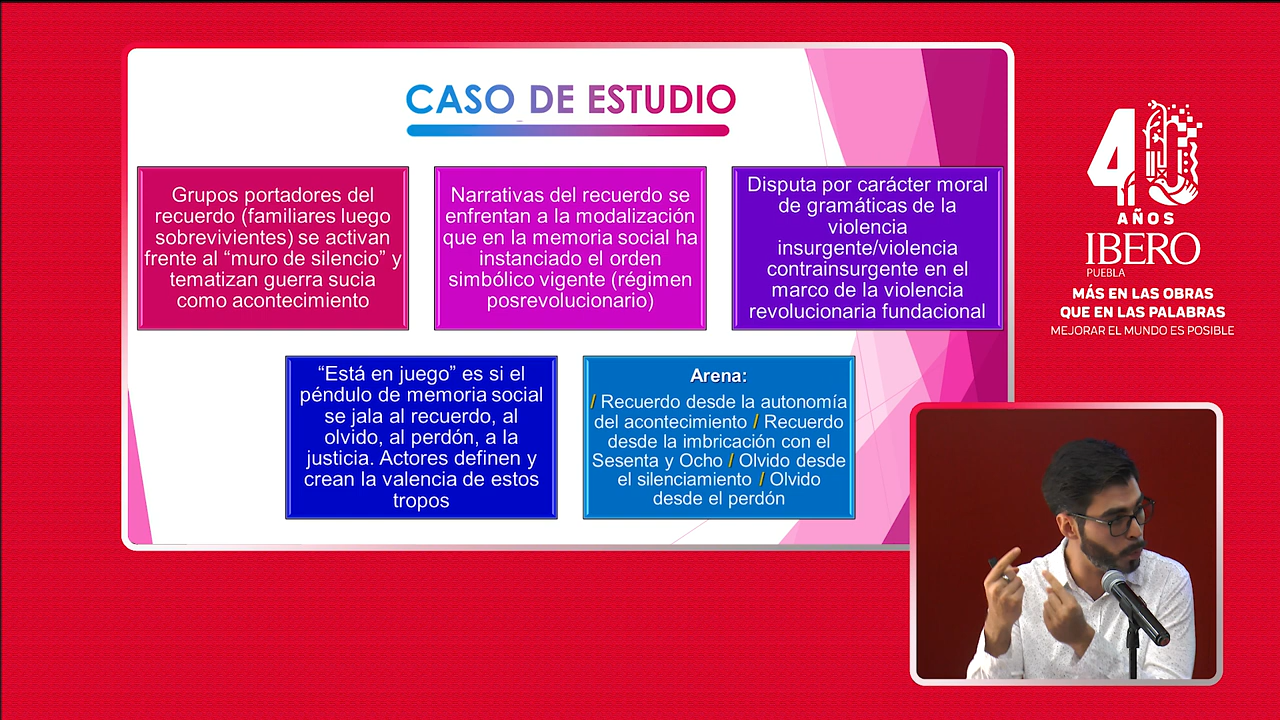 CASO DE ESTUDIO
Grupos portadores del
recuerdo (familiares luego
sobrevivientes) se activan
frente al “muro de silencio” y
tematizan guerra sucia
como acontecimiento
Narrativas del recuerdo se
enfrentan a la modalización
que en la memoria social ha
instanciado el orden
simbólico vigente (régimen
posrevolucionario)
Disputa por carácter moral
de gramáticas de la
violencia
insurgente/violencia
contrainsurgente en el
marco de la violencia
revolucionaria fundacional
“Está en juego” es si el
péndulo de memoria social
se jala al recuerdo, al
olvido, al perdón, a la
justicia. Actores definen y
crean la valencia de estos
tropos
Arena:
/ Recuerdo desde la autonomía
del acontecimiento / Recuerdo
desde la imbricación con el
Sesenta y Ocho / Olvido desde
el silenciamiento / Olvido
desde el perdón
40
AÑOS
IBERO
PUEBLA
MÁS EN LAS OBRAS
QUE EN LAS PALABRAS
MEJORAR EL MUNDO ES POSIBLE